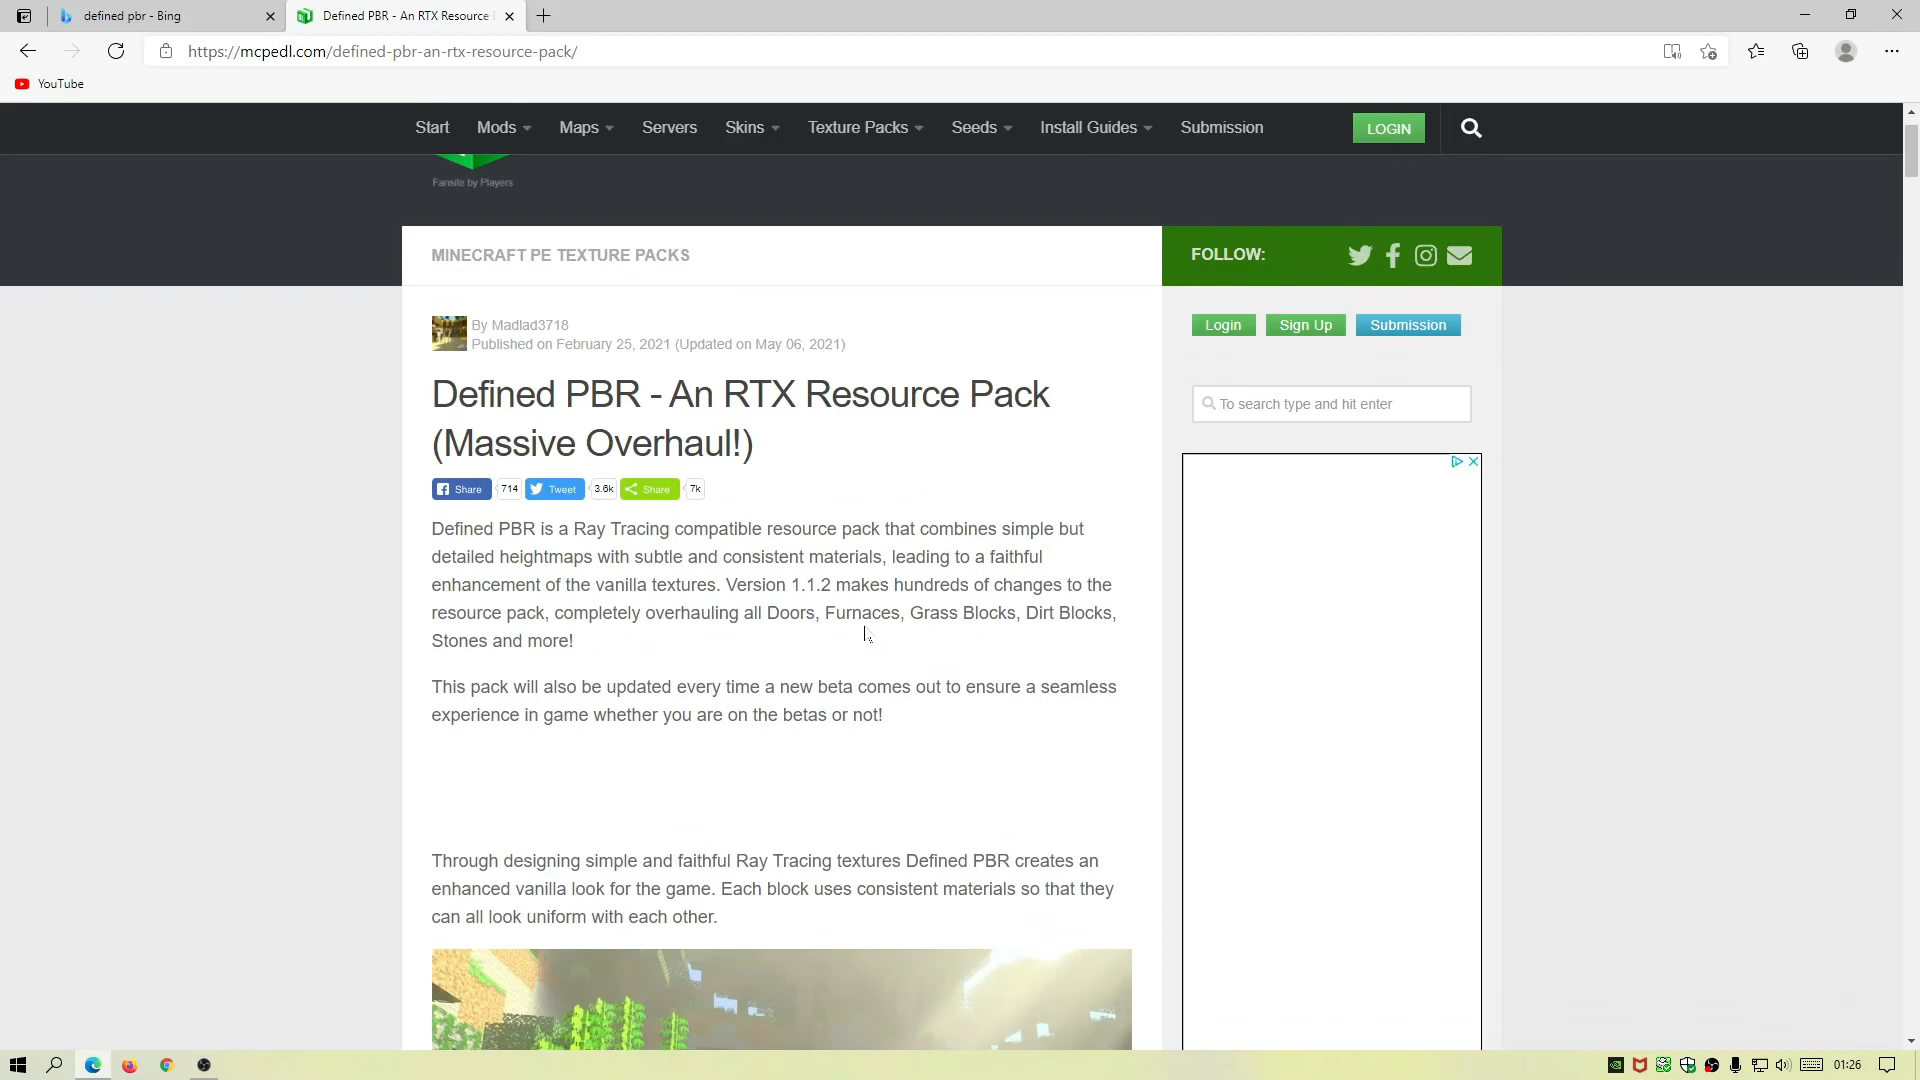 defined pbr - Bing
Defined PBR - An RTX Resource
https://mcpedl.com/defined-pbr-an-rtx-resource-pack/
YouTube
Start Mods Maps Servers Skins Texture Packs Seeds Install Guides Submission LOGIN
Fansite by Players
MINECRAFT PE TEXTURE PACKS
FOLLOW:
By Madlad3718
Published on February 25, 2021 (Updated on May 06, 2021)
Login Sign Up Submission
Defined PBR - An RTX Resource Pack
(Massive Overhaul!)
To search type and hit enter
Share 714 Tweet 3.6k Share 7k
Defined PBR is a Ray Tracing compatible resource pack that combines simple but
detailed heightmaps with subtle and consistent materials, leading to a faithful
enhancement of the vanilla textures. Version 1.1.2 makes hundreds of changes to the
resource pack, completely overhauling all Doors, Furnaces, Grass Blocks, Dirt Blocks,
Stones and more!
This pack will also be updated every time a new beta comes out to ensure a seamless
experience in game whether you are on the betas or not!
Through designing simple and faithful Ray Tracing textures Defined PBR creates an
enhanced vanilla look for the game. Each block uses consistent materials so that they
can all look uniform with each other.
01:26